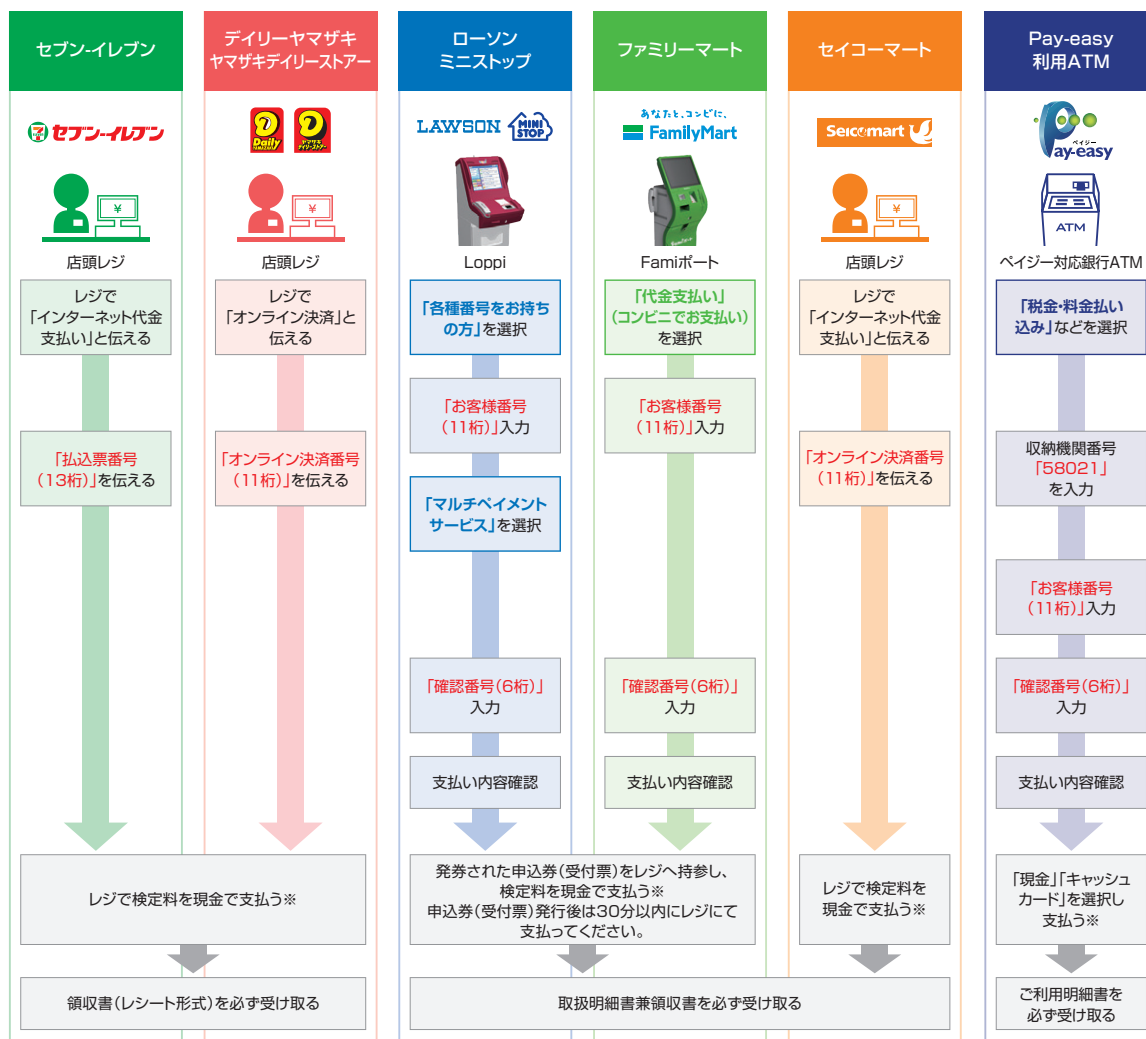 セブン-イレブン
デイリーヤマザキ
ヤマザキデイリーストアー
ローソン
ミニストップ
ファミリーマート
セイコーマート
Pay-easy
利用ATM
セブン-イレブン
Daily
ヤマザキ
デイリーストアー
LAWSON
MINI
STOP
あなたと、コンビに、
FamilyMart
Seicomart
ペイジー
Pay-easy
¥
¥
¥
ATM
店頭レジ
店頭レジ
Loppi
Famiポート
店頭レジ
ペイジー対応銀行ATM
レジで
「インターネット代金
支払い」と伝える
レジで
「オンライン決済」と
伝える
「各種番号をお持ち
の方」を選択
「代金支払い」
(コンビニでお支払い)
を選択
レジで
「インターネット代金
支払い」と伝える
「税金・料金払い
込み」などを選択
「お客様番号
(11桁)」入力
「お客様番号
(11桁)」入力
「払込票番号
(13桁)」を伝える
「オンライン決済番号
(11桁)」を伝える
「マルチペイメント
サービス」を選択
「オンライン決済番号
(11桁)」を伝える
収納機関番号
「58021」
を入力
「お客様番号
(11桁)」入力
「確認番号(6桁)」
入力
「確認番号(6桁)」
入力
「確認番号(6桁)」
入力
支払い内容確認
支払い内容確認
支払い内容確認
レジで検定料を現金で支払う※
発券された申込券(受付票)をレジへ持参し、
検定料を現金で支払う※
申込券(受付票)発行後は30分以内にレジにて
支払ってください。
レジで検定料を
現金で支払う※
「現金」「キャッシュ
カード」を選択し
支払う※
領収書(レシート形式)を必ず受け取る
取扱明細書兼領収書を必ず受け取る
ご利用明細書を
必ず受け取る